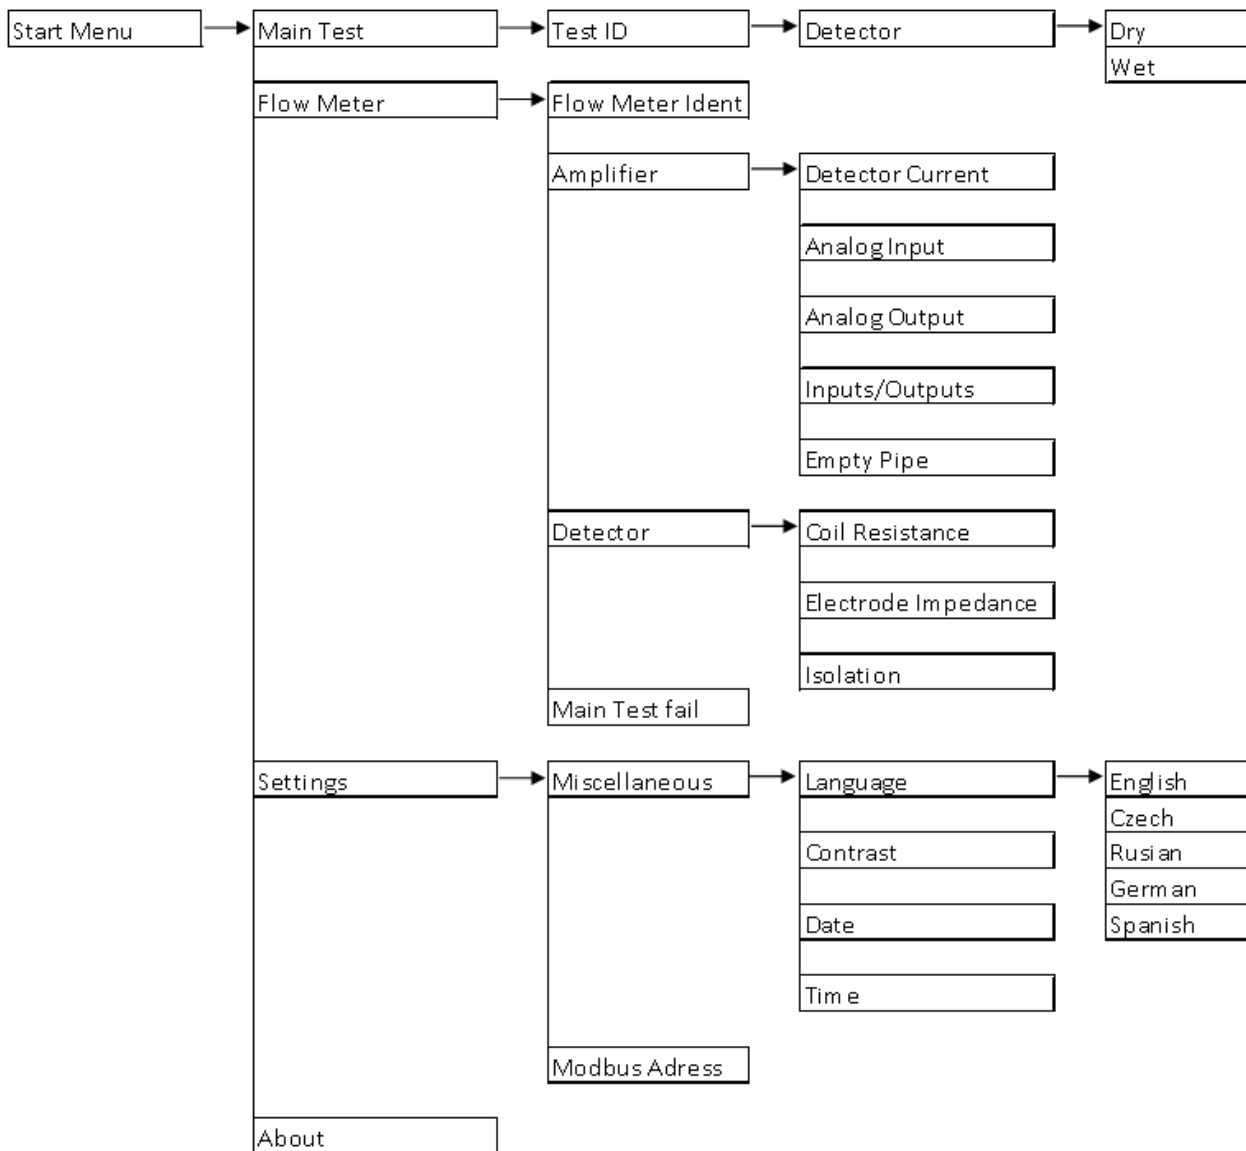 Start Menu
Main Test
Test ID
Detector
Dry
Wet
Flow Meter
Flow Meter Ident
Amplifier
Detector Current
Analog Input
Analog Output
Inputs/Outputs
Empty Pipe
Detector
Coil Resistance
Electrode Impedance
Isolation
Main Test fail
Settings
Miscellaneous
Language
English
Czech
Contrast
Rusian
German
Date
Spanish
Time
Modbus Adress
About